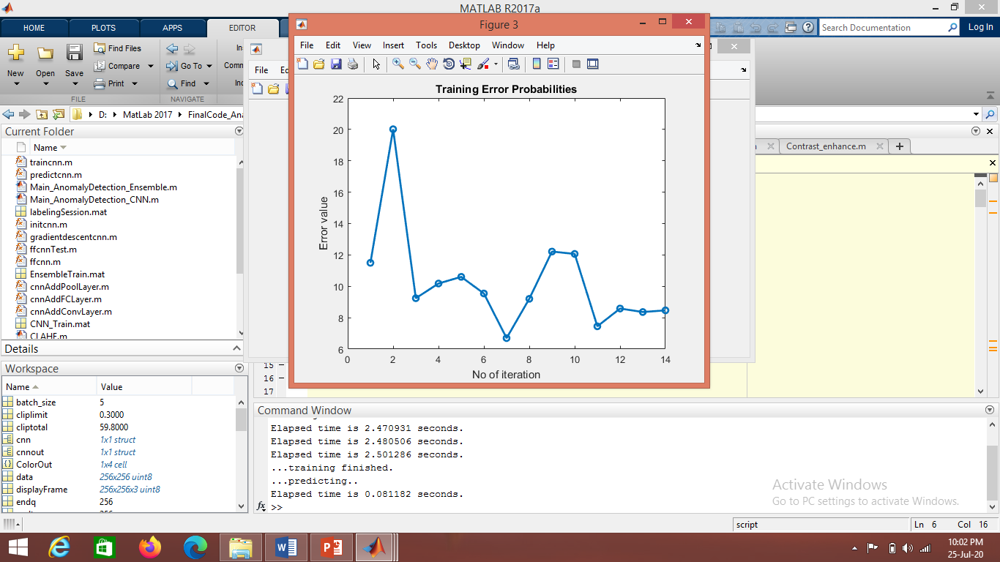 MATLAB R2017a
HOME
PLOTS
APPS
EDITOR
Search Documentation
Log In
New
Open
Save
Find Files
Compare
Print
Go To
Find
FILE
NAVIGATE
D:
MatLab 2017
FinalCode_Ana
Current Folder
Name
traincnn.m
predictcnn.m
Main_AnomalyDetection_Ensemble.m
Main_AnomalyDetection_CNN.m
labelingSession.mat
initcnn.m
gradientdescentcnn.m
ffcnnTest.m
ffcnn.m
EnsembleTrain.mat
cnnAddPoolLayer.m
cnnAddFCLayer.m
cnnAddConvLayer.m
CNN_Train.mat
CLAHE.m
Details
Workspace
Name Value
batch_size 5
cliplimit 0.3000
cliptotal 59.8000
cnn 1x1 struct
cnnout 1x1 struct
ColorOut 1x4 cell
data 256x256 uint8
displayFrame 256x256x3 uint8
endq 256
File
Figure 3
File Edit View Insert Tools Desktop Window Help
Training Error Probabilities
22
20
18
16
14
12
10
8
6
Error value
0 2 4 6 8 10 12 14
No of iteration
Contrast_enhance.m
15
16
17
Command Window
Elapsed time is 2.470931 seconds.
Elapsed time is 2.480506 seconds.
Elapsed time is 2.501286 seconds.
...training finished.
...predicting..
Elapsed time is 0.081182 seconds.
fx >>
Activate Windows
Go to PC settings to activate Windows.
script
Ln 6 Col 16
10:02 PM
25-Jul-20